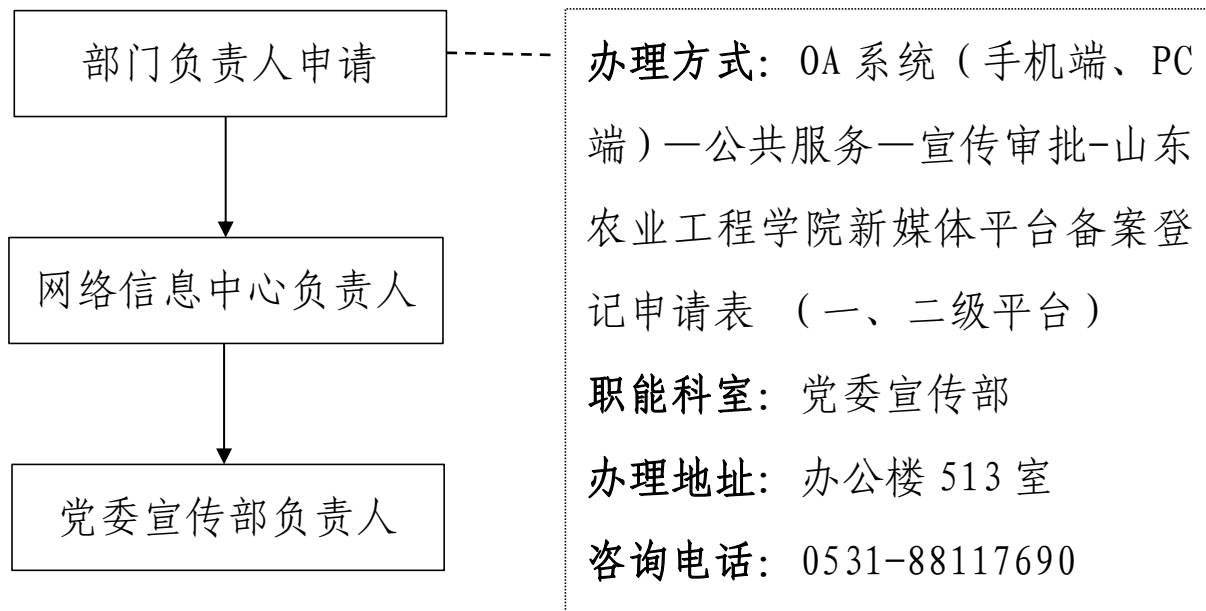 部门负责人申请
网络信息中心负责人
党委宣传部负责人
办理方式：OA 系统（手机端、PC
端）—公共服务—宣传审批-山东
农业工程学院新媒体平台备案登
记申请表 （一、二级平台）
职能科室：党委宣传部
办理地址：办公楼 513 室
咨询电话：0531-88117690